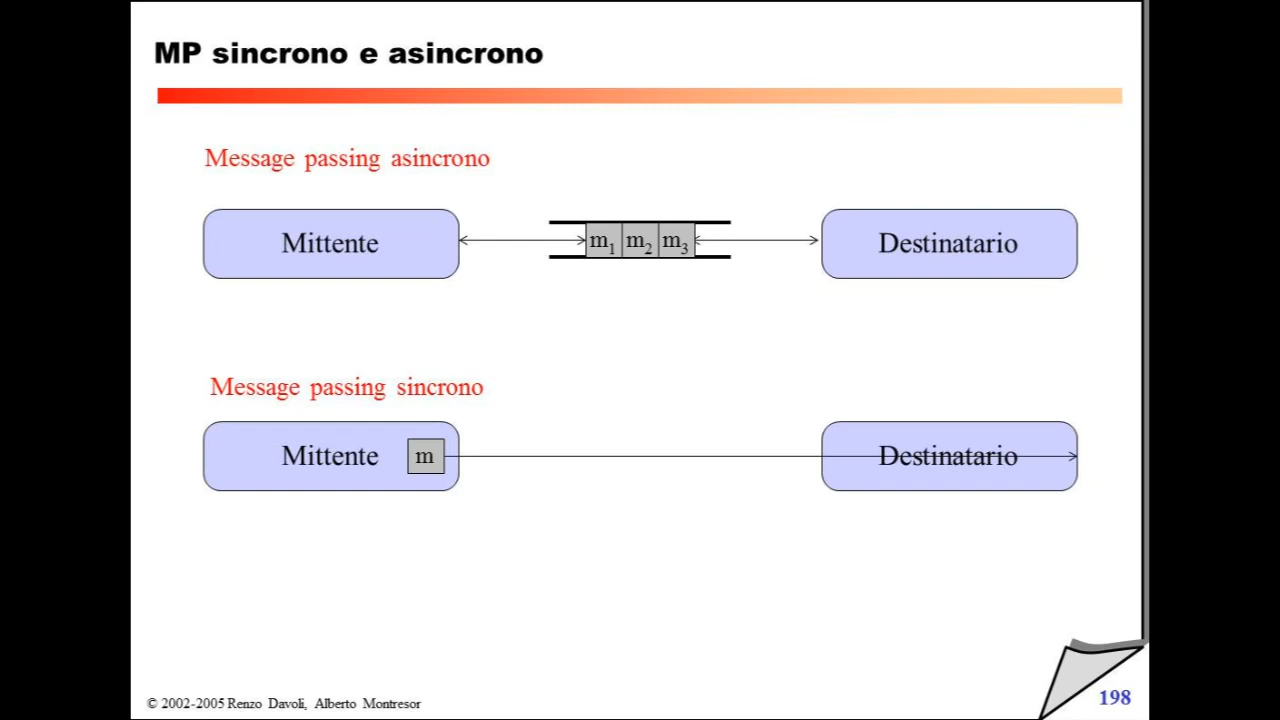 MP sincrono e asincrono
Message passing asincrono
Mittente m1 m2 m3 Destinatario
Message passing sincrono
Mittente m Destinatario
© 2002-2005 Renzo Davoli, Alberto Montresor
198